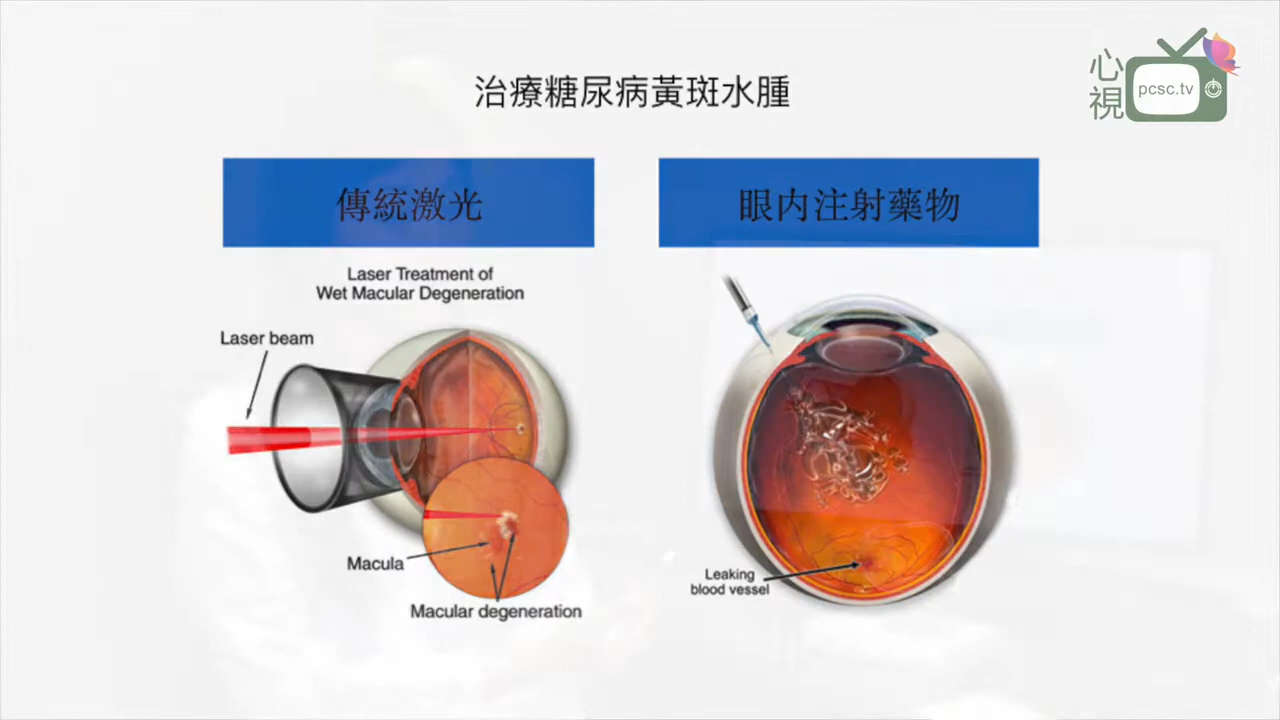 治療糖尿病黃斑水腫
心視
pcsc.tv
傳統激光
眼内注射藥物
Laser Treatment of
Wet Macular Degeneration
Laser beam
Macula
Macular degeneration
Leaking
blood vessel